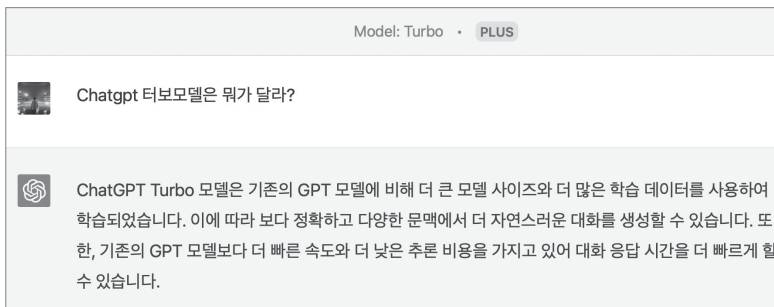 Model: Turbo • PLUS
Chatgpt 터보모델은 뭐가 달라?
ChatGPT Turbo 모델은 기존의 GPT 모델에 비해 더 큰 모델 사이즈와 더 많은 학습 데이터를 사용하여
학습되었습니다. 이에 따라 보다 정확하고 다양한 문맥에서 더 자연스러운 대화를 생성할 수 있습니다. 또
한, 기존의 GPT 모델보다 더 빠른 속도와 더 낮은 추론 비용을 가지고 있어 대화 응답 시간을 더 빠르게 할
수 있습니다.